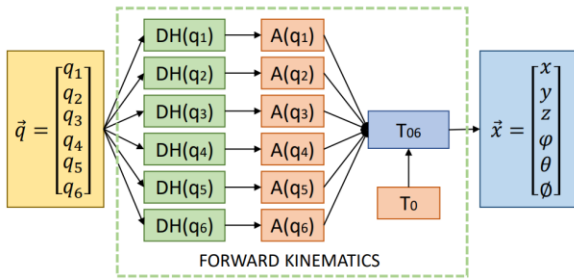 q⃗ = [q1 q2 q3 q4 q5 q6]
DH(q1) A(q1)
DH(q2) A(q2)
DH(q3) A(q3)
DH(q4) A(q4)
DH(q5) A(q5)
DH(q6) A(q6)
T06
T0
x⃗ = [x y z φ θ ∅]
FORWARD KINEMATICS